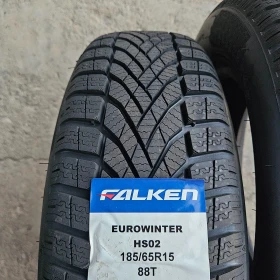 FALKEN
EUROWINTER
HS02
185/65R15
88T